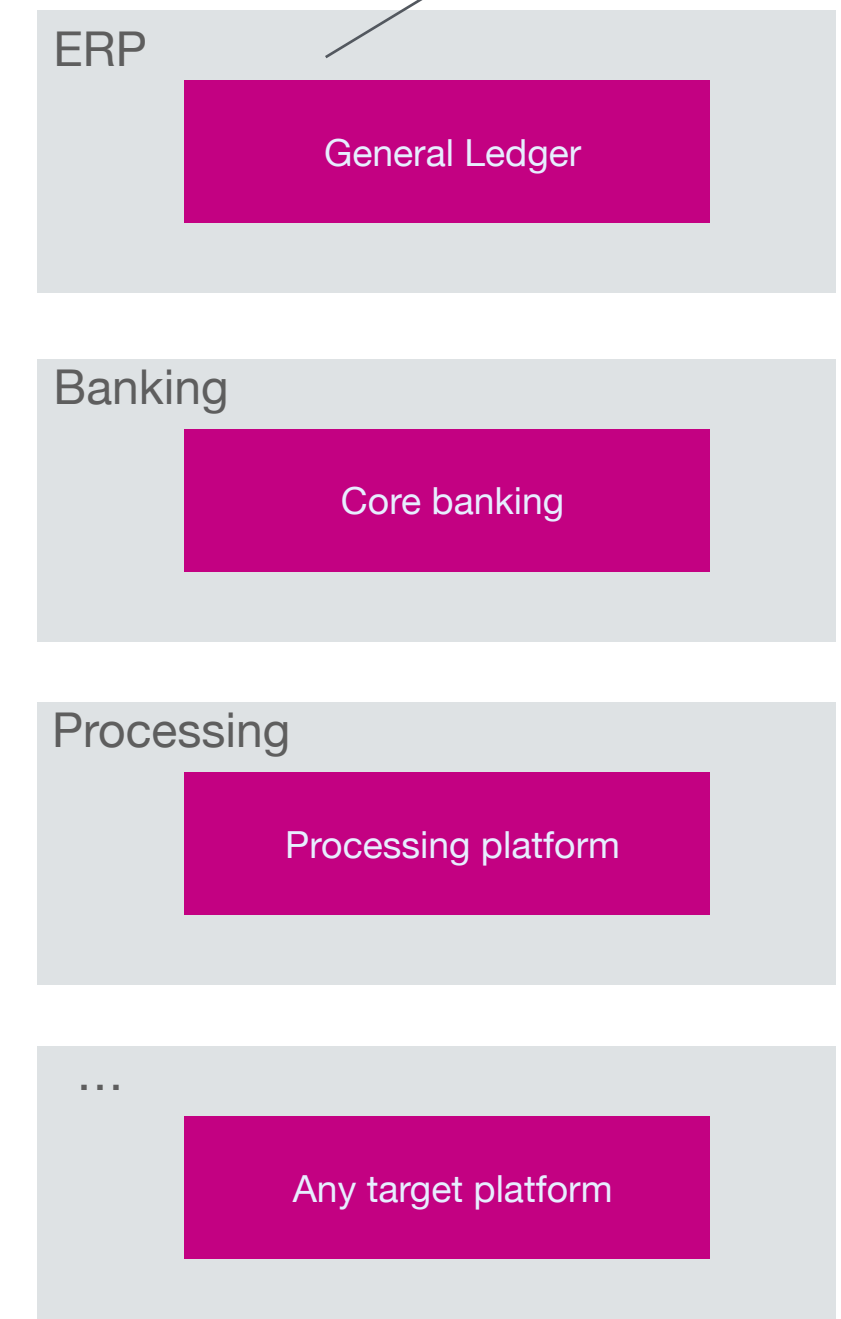 ERP
General Ledger
Banking
Core banking
Processing
Processing platform
…
Any target platform